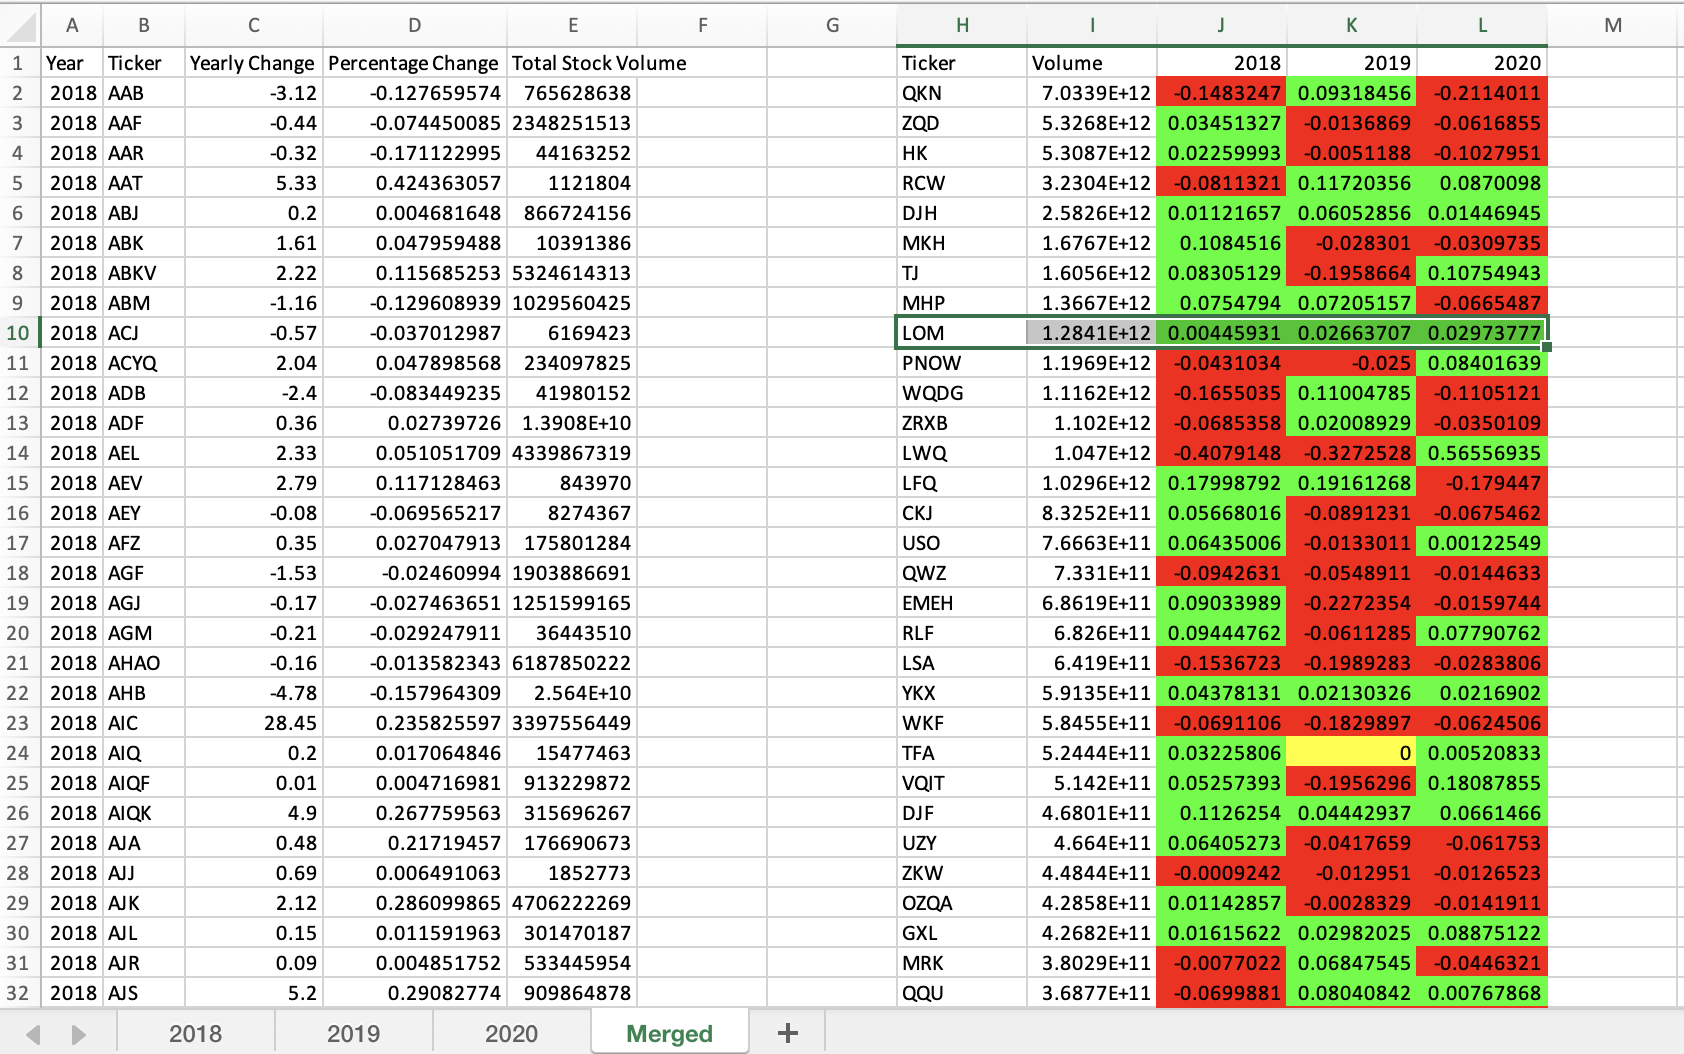 A B C D E F G H I J K L M
1 Year Ticker Yearly Change Percentage Change Total Stock Volume Ticker Volume 2018 2019 2020
2 2018 AAB -3.12 -0.127659574 765628638 QKN 7.0339E+12 -0.1483247 0.09318456 -0.2114011
3 2018 AAF -0.44 -0.074450085 2348251513 ZQD 5.3268E+12 0.03451327 -0.0136869 -0.0616855
4 2018 AAR -0.32 -0.171122995 44163252 HK 5.3087E+12 0.02259993 -0.0051188 -0.1027951
5 2018 AAT 5.33 0.424363057 1121804 RCW 3.2304E+12 -0.0811321 0.11720356 0.0870098
6 2018 ABJ 0.2 0.004681648 866724156 DJH 2.5826E+12 0.01121657 0.06052856 0.01446945
7 2018 ABK 1.61 0.047959488 10391386 MKH 1.6767E+12 0.1084516 -0.028301 -0.0309735
8 2018 ABKV 2.22 0.115685253 5324614313 TJ 1.6056E+12 0.08305129 -0.1958664 0.10754943
9 2018 ABM -1.16 -0.129608939 1029560425 MHP 1.3667E+12 0.0754794 0.07205157 -0.0665487
10 2018 ACJ -0.57 -0.037012987 6169423 LOM 1.2841E+12 0.00445931 0.02663707 0.02973777
11 2018 ACYQ 2.04 0.047898568 234097825 PNOW 1.1969E+12 -0.0431034 -0.025 0.08401639
12 2018 ADB -2.4 -0.083449235 41980152 WQDG 1.1162E+12 -0.1655035 0.11004785 -0.1105121
13 2018 ADF 0.36 0.02739726 1.3908E+10 ZRXB 1.102E+12 -0.0685358 0.02008929 -0.0350109
14 2018 AEL 2.33 0.051051709 4339867319 LWQ 1.047E+12 -0.4079148 -0.3272528 0.56556935
15 2018 AEV 2.79 0.117128463 843970 LFQ 1.0296E+12 0.17998792 0.19161268 -0.179447
16 2018 AEY -0.08 -0.069565217 8274367 CKJ 8.3252E+11 0.05668016 -0.0891231 -0.0675462
17 2018 AFZ 0.35 0.027047913 175801284 USO 7.6663E+11 0.06435006 -0.0133011 0.00122549
18 2018 AGF -1.53 -0.02460994 1903886691 QWZ 7.331E+11 -0.0942631 -0.0548911 -0.0144633
19 2018 AGJ -0.17 -0.027463651 1251599165 EMEH 6.8619E+11 0.09033989 -0.2272354 -0.0159744
20 2018 AGM -0.21 -0.029247911 36443510 RLF 6.826E+11 0.09444762 -0.0611285 0.07790762
21 2018 AHAO -0.16 -0.013582343 6187850222 LSA 6.419E+11 -0.1536723 -0.1989283 -0.0283806
22 2018 AHB -4.78 -0.157964309 2.564E+10 YKX 5.9135E+11 0.04378131 0.02130326 0.0216902
23 2018 AIC 28.45 0.235825597 3397556449 WKF 5.8455E+11 -0.0691106 -0.1829897 -0.0624506
24 2018 AIQ 0.2 0.017064846 15477463 TFA 5.2444E+11 0.03225806 0 0.00520833
25 2018 AIQF 0.01 0.004716981 913229872 VQIT 5.142E+11 0.05257393 -0.1956296 0.18087855
26 2018 AIQK 4.9 0.267759563 315696267 DJF 4.6801E+11 0.1126254 0.04442937 0.0661466
27 2018 AJA 0.48 0.21719457 176690673 UZY 4.664E+11 0.06405273 -0.0417659 -0.061753
28 2018 AJJ 0.69 0.006491063 1852773 ZKW 4.4844E+11 -0.0009242 -0.012951 -0.0126523
29 2018 AJK 2.12 0.286099865 4706222269 OZQA 4.2858E+11 0.01142857 -0.0028329 -0.0141911
30 2018 AJL 0.15 0.011591963 301470187 GXL 4.2682E+11 0.01615622 0.02982025 0.08875122
31 2018 AJR 0.09 0.004851752 533445954 MRK 3.8029E+11 -0.0077022 0.06847545 -0.0446321
32 2018 AJS 5.2 0.29082774 909864878 QQU 3.6877E+11 -0.0699881 0.08040842 0.00767868
2018 2019 2020 Merged +